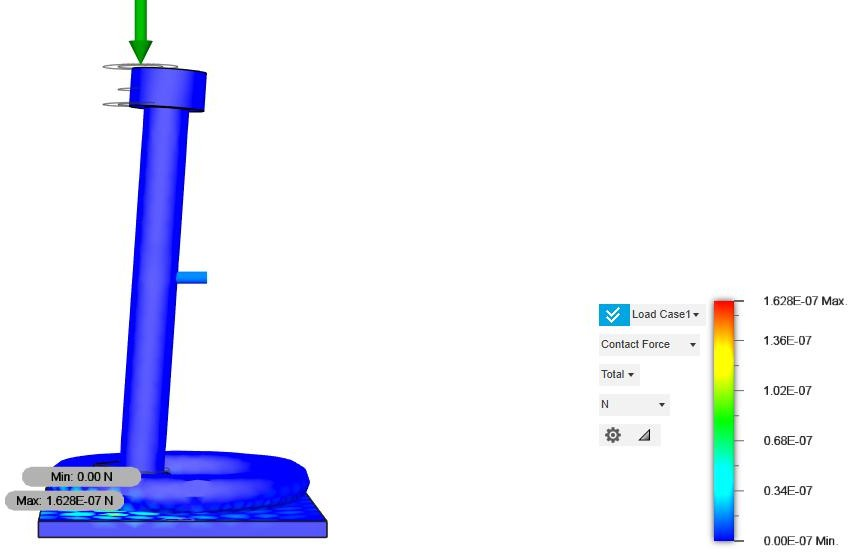 1.628E-07 Max.
Load Case1
1.36E-07
Contact Force
Total
1.02E-07
N
0.68E-07
Min: 0.00 N
0.34E-07
Max: 1.628E-07 N
0.00E-07 Min.